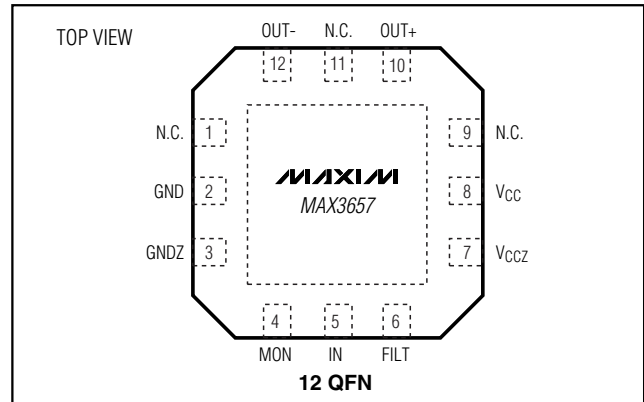 TOP VIEW
OUT- N.C. OUT+
12 11 10
N.C. 1 9 N.C.
MAXIM
GND 2 8 VCC
MAX3657
GNDZ 3 7 VCCZ
4 5 6
MON IN FILT
12 QFN